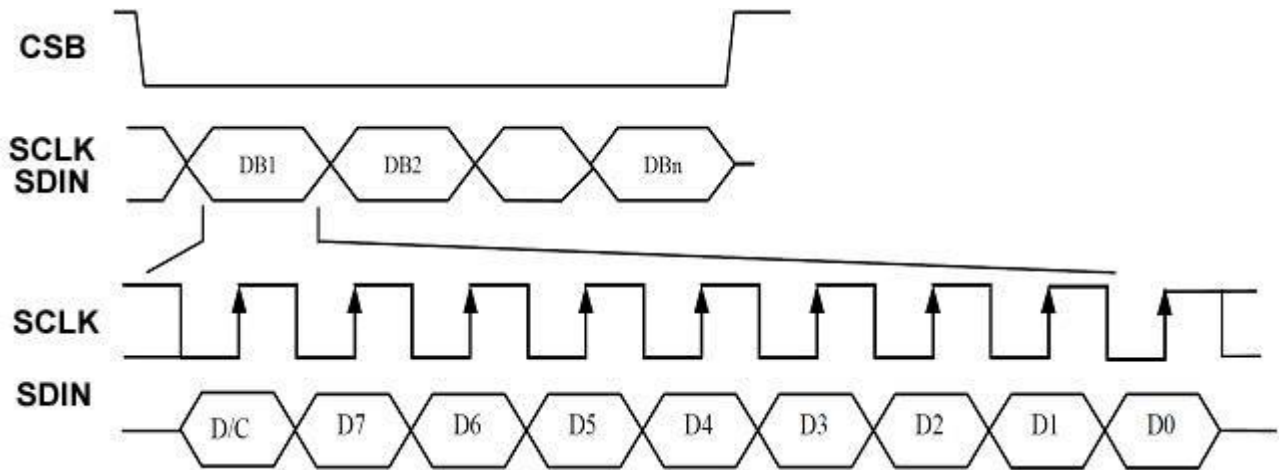 CSB
SCLK
SDIN
DB1 DB2 DBn
SCLK
SDIN
D/C D7 D6 D5 D4 D3 D2 D1 D0